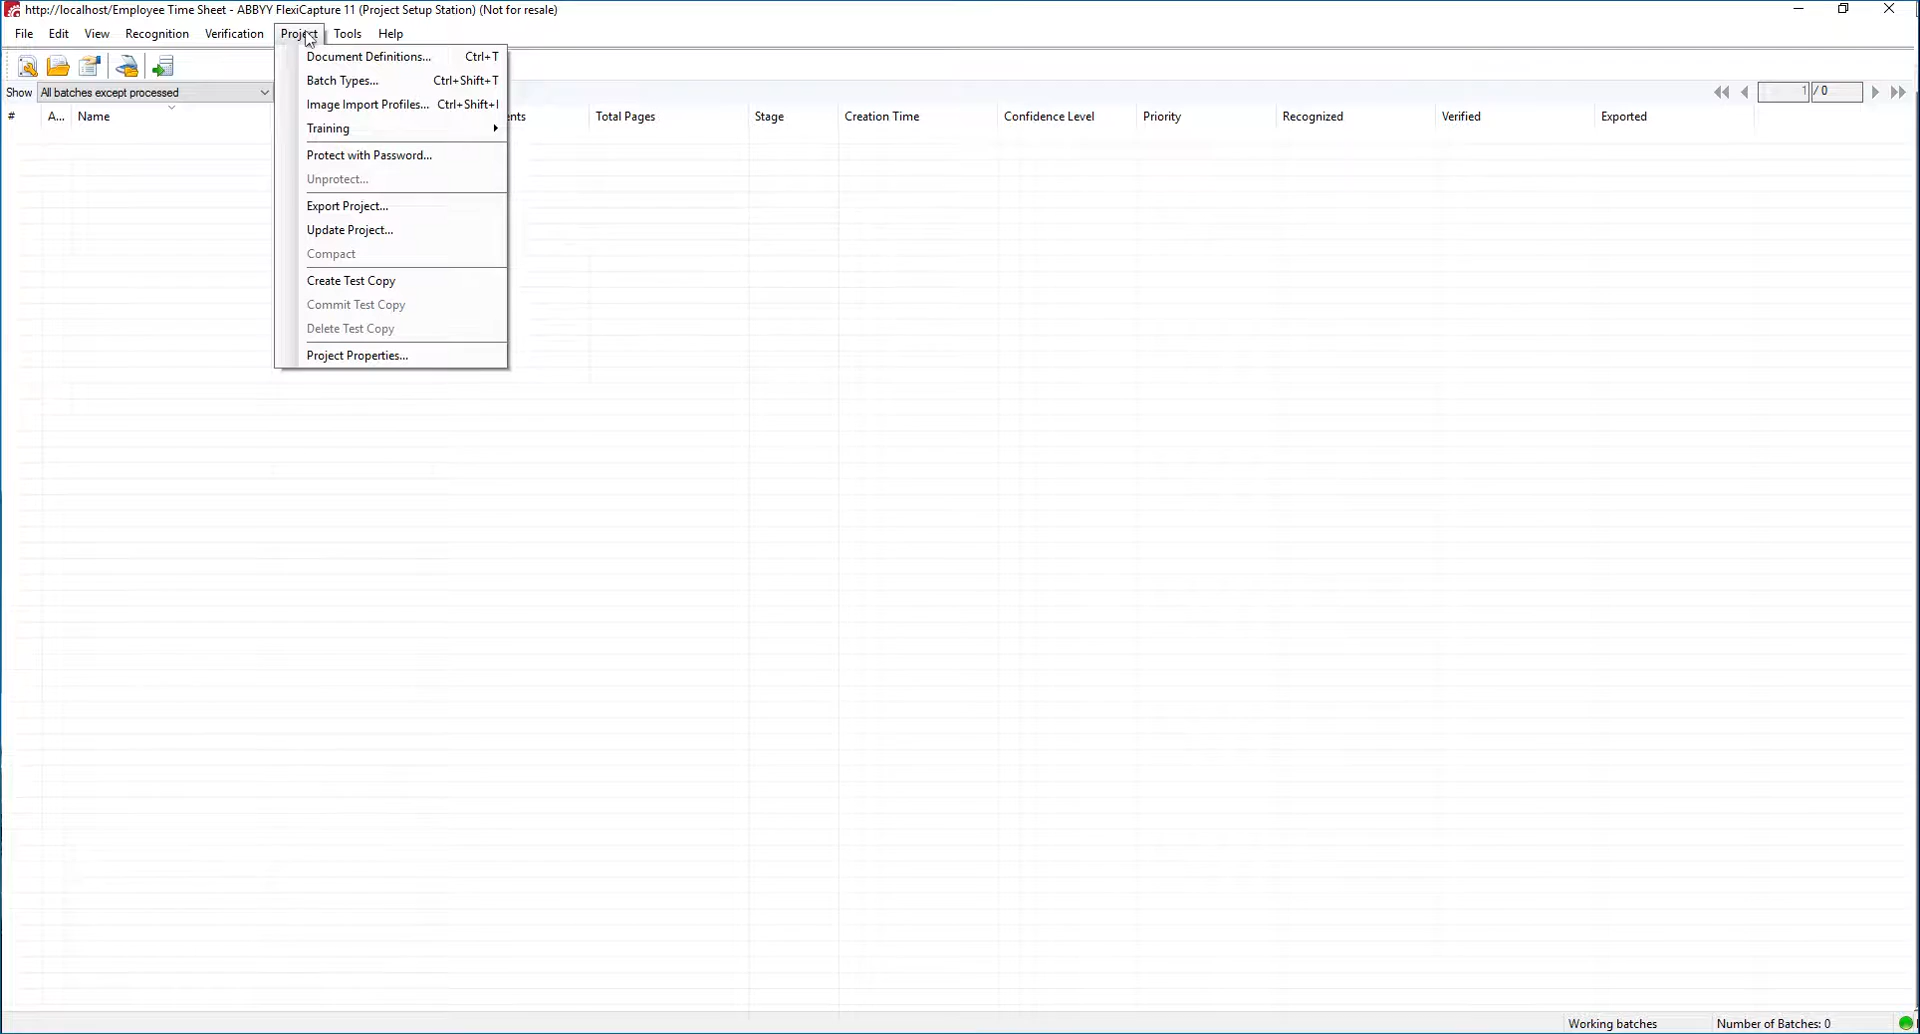 http://localhost/Employee Time Sheet - ABBYY FlexiCapture 11 (Project Setup Station) (Not for resale)
File Edit View Recognition Verification Project Tools Help
Document Definitions... Ctrl+T
Batch Types... Ctrl+Shift+T
Image Import Profiles... Ctrl+Shift+I
Training
Protect with Password...
Unprotect...
Export Project...
Update Project...
Compact
Create Test Copy
Commit Test Copy
Delete Test Copy
Project Properties...
Show All batches except processed 1 / 0
# A... Name ents Total Pages Stage Creation Time Confidence Level Priority Recognized Verified Exported
Working batches Number of Batches: 0